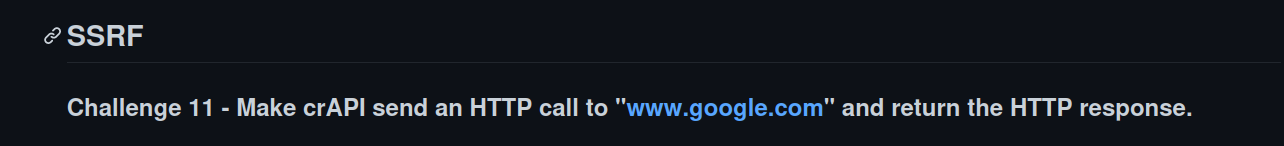 SSRF
Challenge 11 - Make crAPI send an HTTP call to "www.google.com" and return the HTTP response.